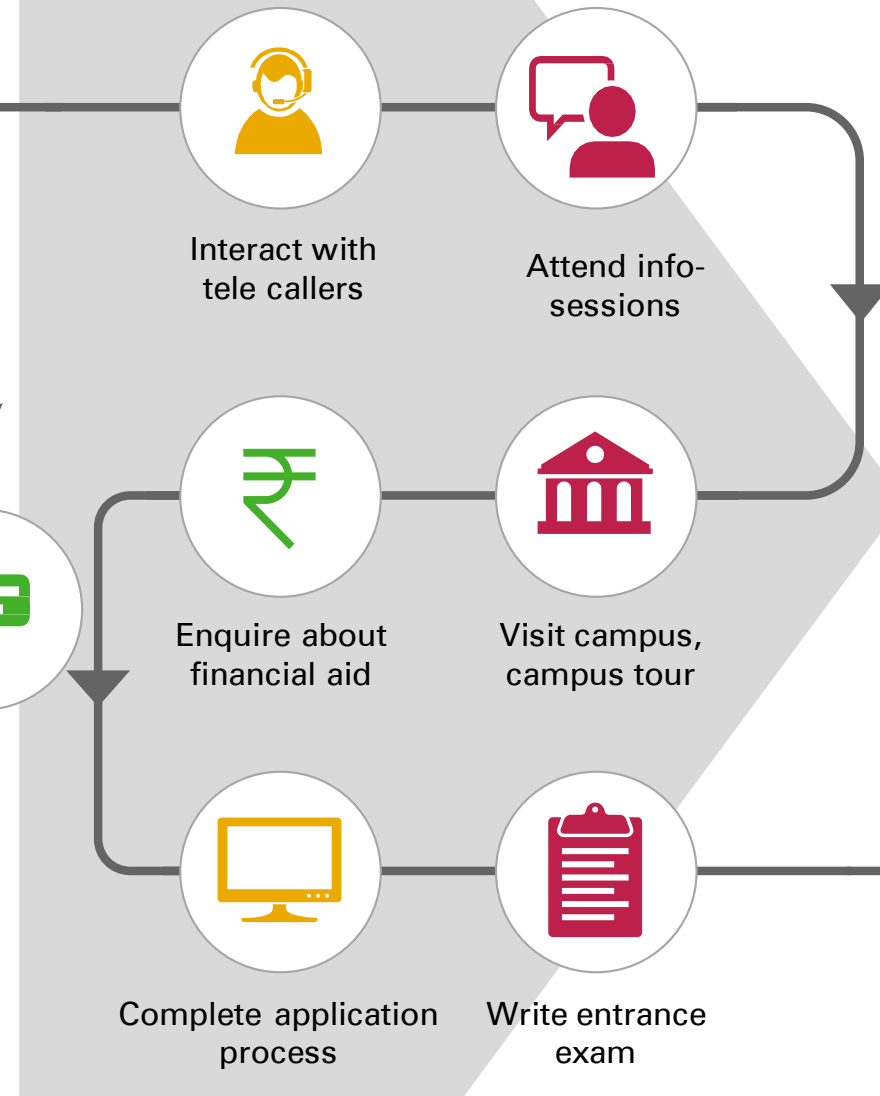 Interact with
tele callers
Attend info-
sessions
Enquire about
financial aid
Visit campus,
campus tour
Complete application
process
Write entrance
exam